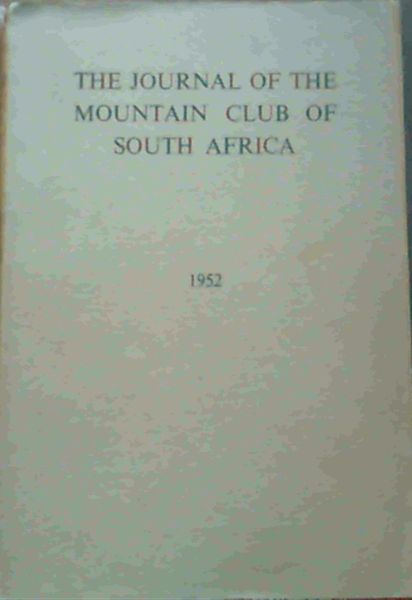 THE JOURNAL OF THE
MOUNTAIN CLUB OF
SOUTH AFRICA
1952